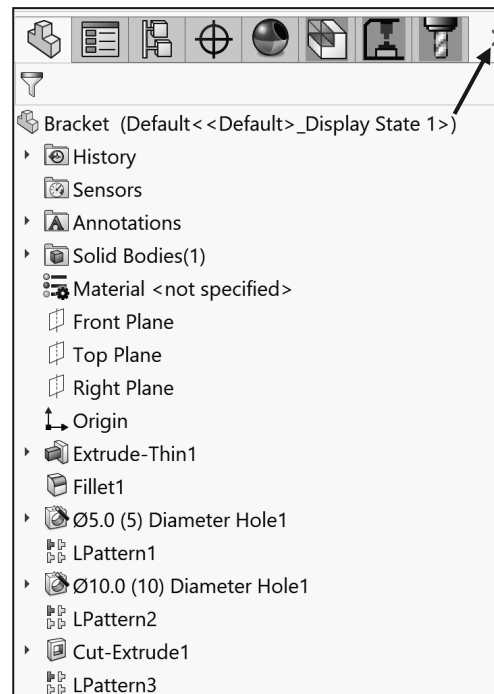 Bracket (Default<<Default>_Display State 1>)
History
Sensors
Annotations
Solid Bodies(1)
Material <not specified>
Front Plane
Top Plane
Right Plane
Origin
Extrude-Thin1
Fillet1
Ø5.0 (5) Diameter Hole1
LPattern1
Ø10.0 (10) Diameter Hole1
LPattern2
Cut-Extrude1
LPattern3